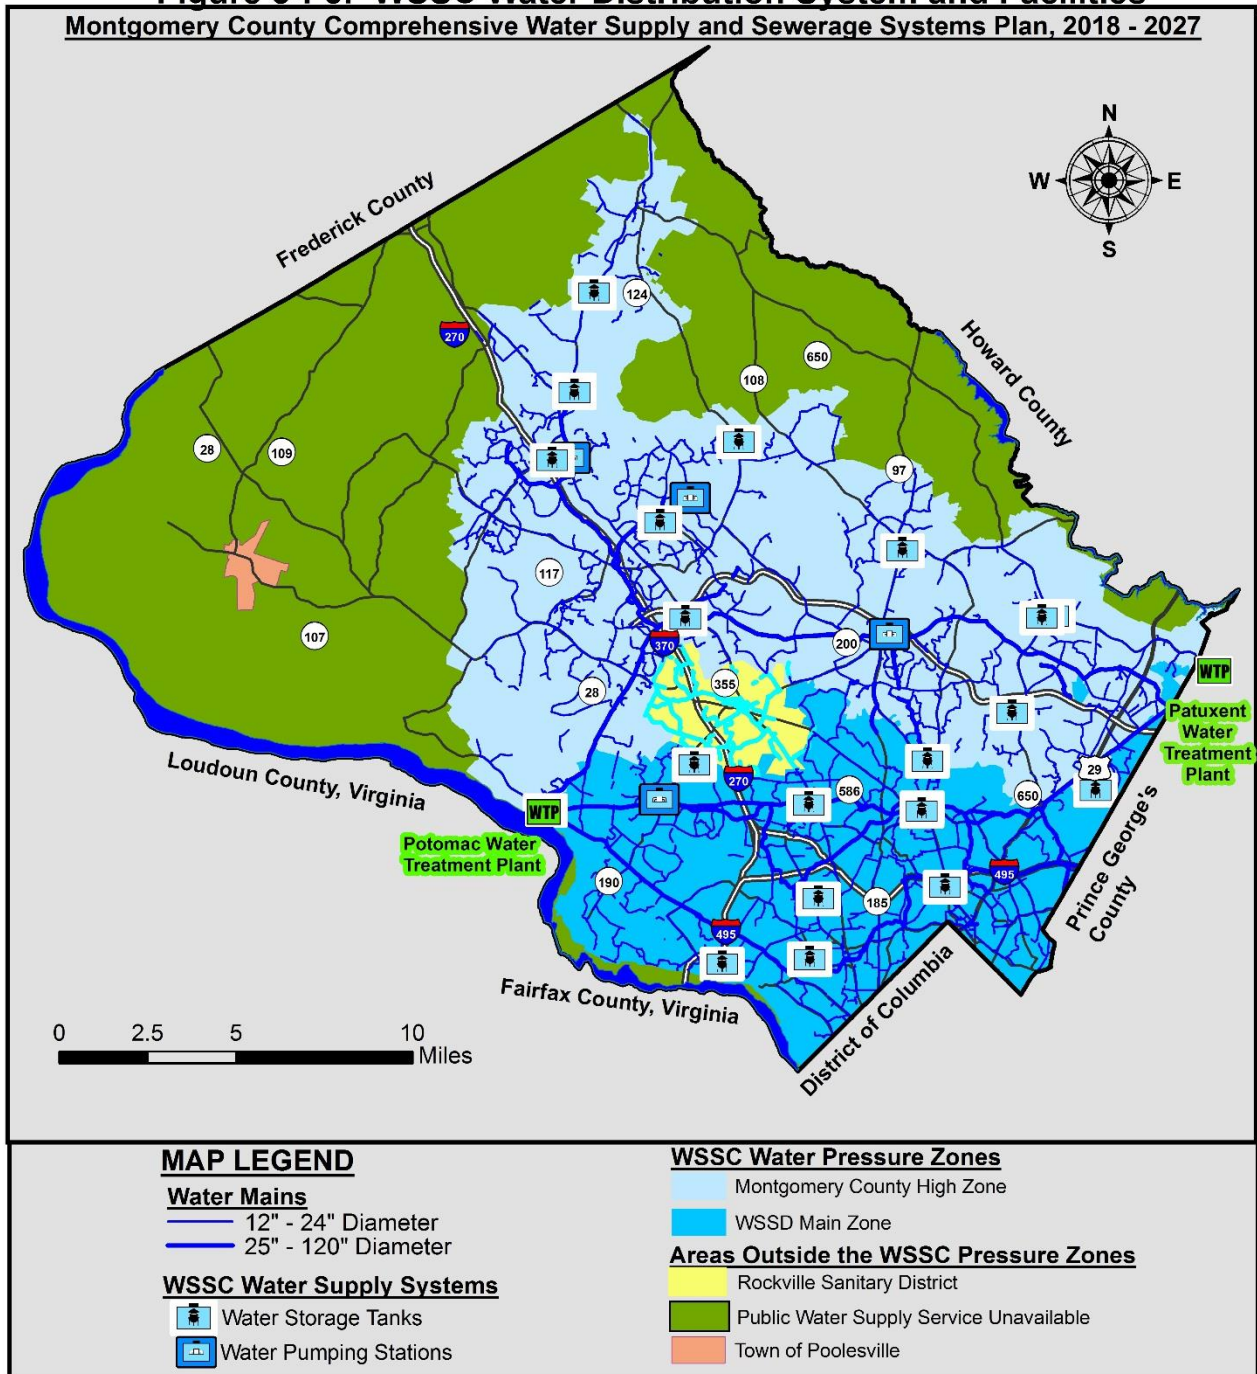 Montgomery County Comprehensive Water Supply and Sewerage Systems Plan, 2018 - 2027
N
W
E
S
Frederick County
Howard County
124
270
650
108
28
109
97
117
107
370
200
28
355
WTP
Patuxent
Water
Treatment
Plant
Loudoun County, Virginia
270
586
650
29
WTP
Potomac Water
Treatment Plant
190
185
495
495
Prince George's
County
Fairfax County, Virginia
District of Columbia
0
2.5
5
10
Miles
MAP LEGEND
Water Mains
12" - 24" Diameter
25" - 120" Diameter
WSSC Water Supply Systems
Water Storage Tanks
Water Pumping Stations
WSSC Water Pressure Zones
Montgomery County High Zone
WSSD Main Zone
Areas Outside the WSSC Pressure Zones
Rockville Sanitary District
Public Water Supply Service Unavailable
Town of Poolesville